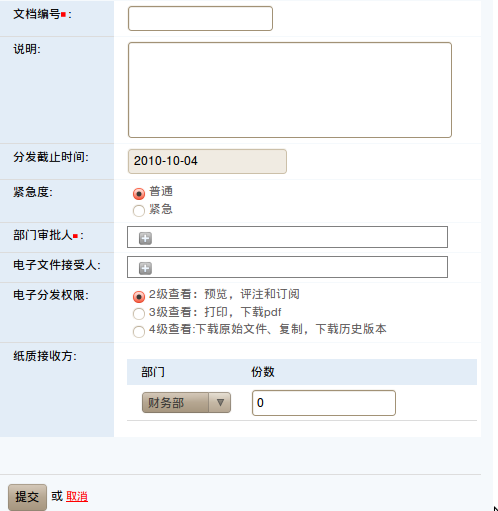 文档编号 :
说明:
分发截止时间: 2010-10-04
紧急度: 普通
紧急
部门审批人 :
电子文件接受人:
电子分发权限: 2级查看：预览，评注和订阅
3级查看：打印，下载pdf
4级查看:下载原始文件、复制，下载历史版本
纸质接收方:
部门 份数
财务部 0
提交 或 取消